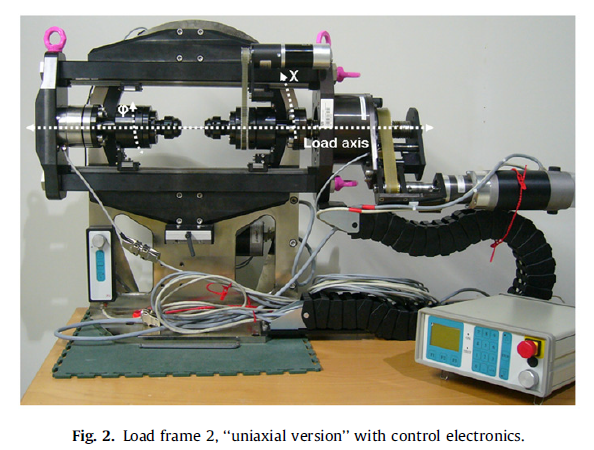 X
Φ
Load axis
Fig. 2. Load frame 2, "uniaxial version" with control electronics.